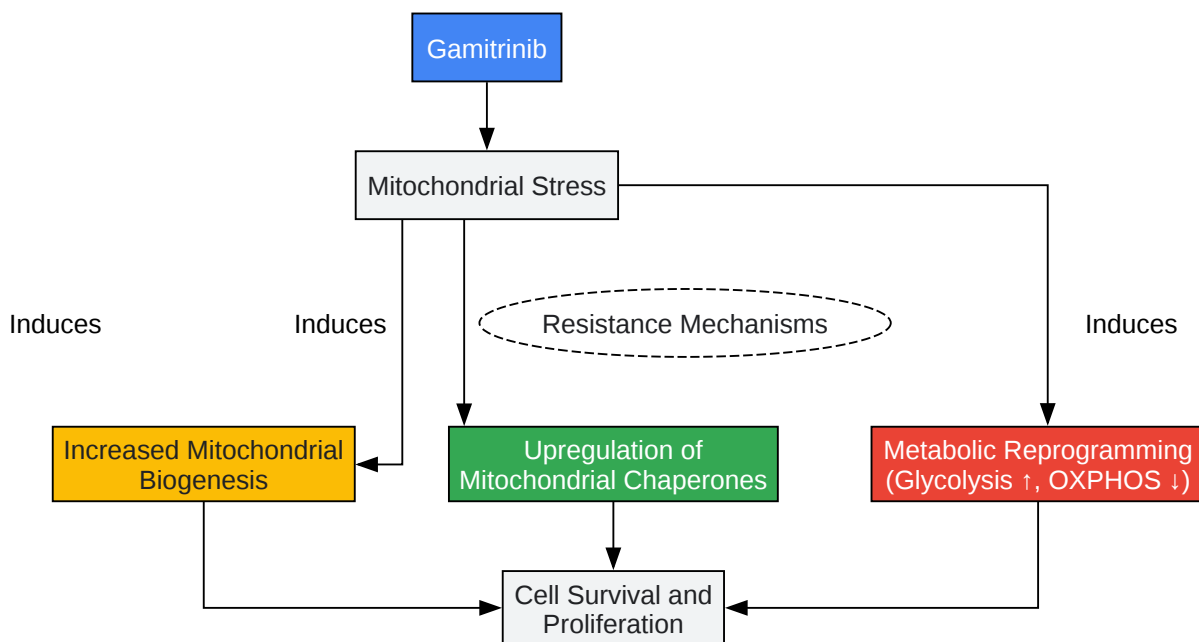 Gamitrinib
Mitochondrial Stress
Induces
Induces
Resistance Mechanisms
Induces
Increased Mitochondrial
Biogenesis
Upregulation of
Mitochondrial Chaperones
Metabolic Reprogramming
(Glycolysis ↑, OXPHOS ↓)
Cell Survival and
Proliferation